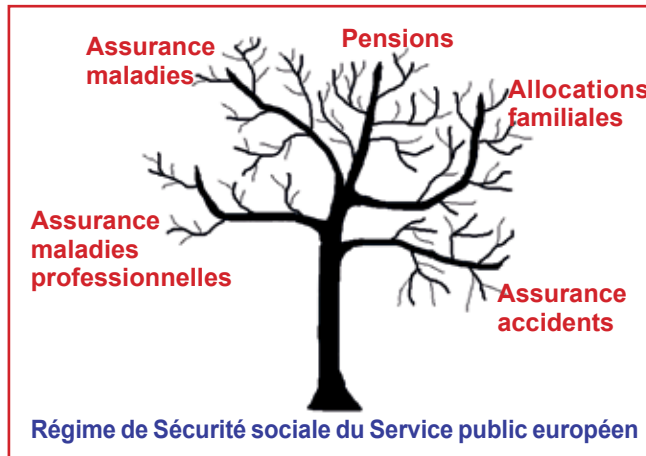 Assurance
maladies
Pensions
Allocations
familiales
Assurance
maladies
professionnelles
Assurance
accidents
Régime de Sécurité sociale du Service public européen